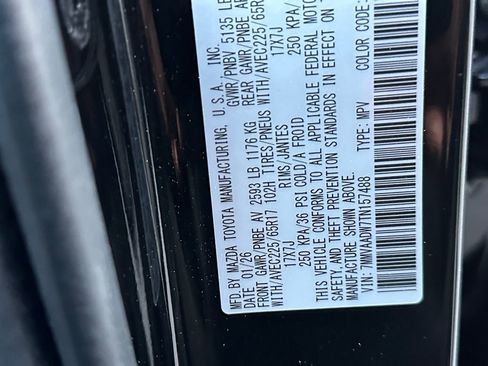 MFD. BY MAZDA TOYOTA MANUFACTURING, U.S.A., INC.
DATE 01/26 GVWR/PNBV 5135 LB
FRONT GAWR/PNBE AV 2593 LB 1176 KG REAR GAWR/PNBE AR
WITH/AVEC225/65R17 102H TIRES/PNEUS WITH/AVEC225/65R
17X7J RIMS/JANTES 17X7J
250 KPA/36 PSI COLD/A FROID 250 KPA/
THIS VEHICLE CONFORMS TO ALL APPLICABLE FEDERAL MOTO
SAFETY, AND THEFT PREVENTION STANDARDS IN EFFECT ON
MANUFACTURE SHOWN ABOVE.
TYPE: MPV COLOR CODE: